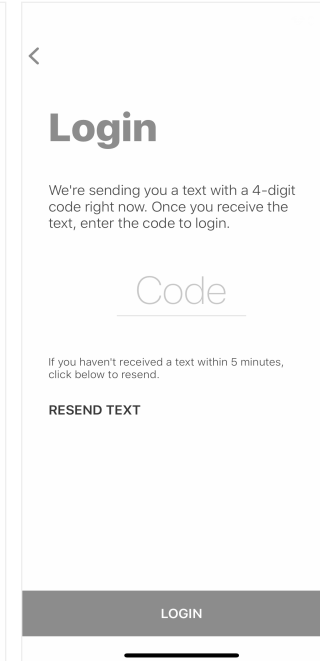 Login
We're sending you a text with a 4-digit
code right now. Once you receive the
text, enter the code to login.
Code
If you haven't received a text within 5 minutes,
click below to resend.
RESEND TEXT
LOGIN